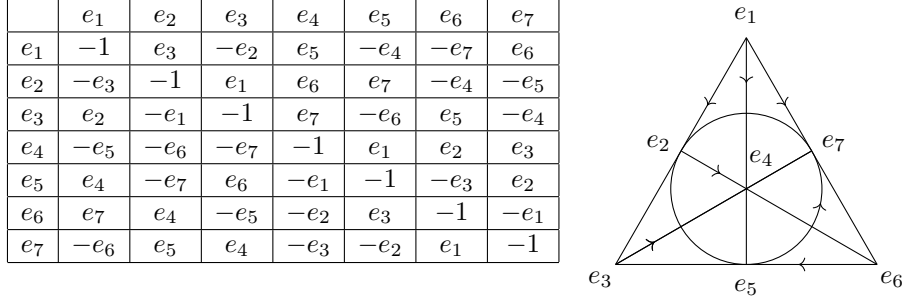 e₁ e₂ e₃ e₄ e₅ e₆ e₇
e₁ −1 e₃ −e₂ e₅ −e₄ −e₇ e₆
e₂ −e₃ −1 e₁ e₆ e₇ −e₄ −e₅
e₃ e₂ −e₁ −1 e₇ −e₆ e₅ −e₄
e₄ −e₅ −e₆ −e₇ −1 e₁ e₂ e₃
e₅ e₄ −e₇ e₆ −e₁ −1 −e₃ e₂
e₆ e₇ e₄ −e₅ −e₂ e₃ −1 −e₁
e₇ −e₆ e₅ e₄ −e₃ −e₂ e₁ −1
e₁
e₂ e₄ e₇
e₃ e₅ e₆